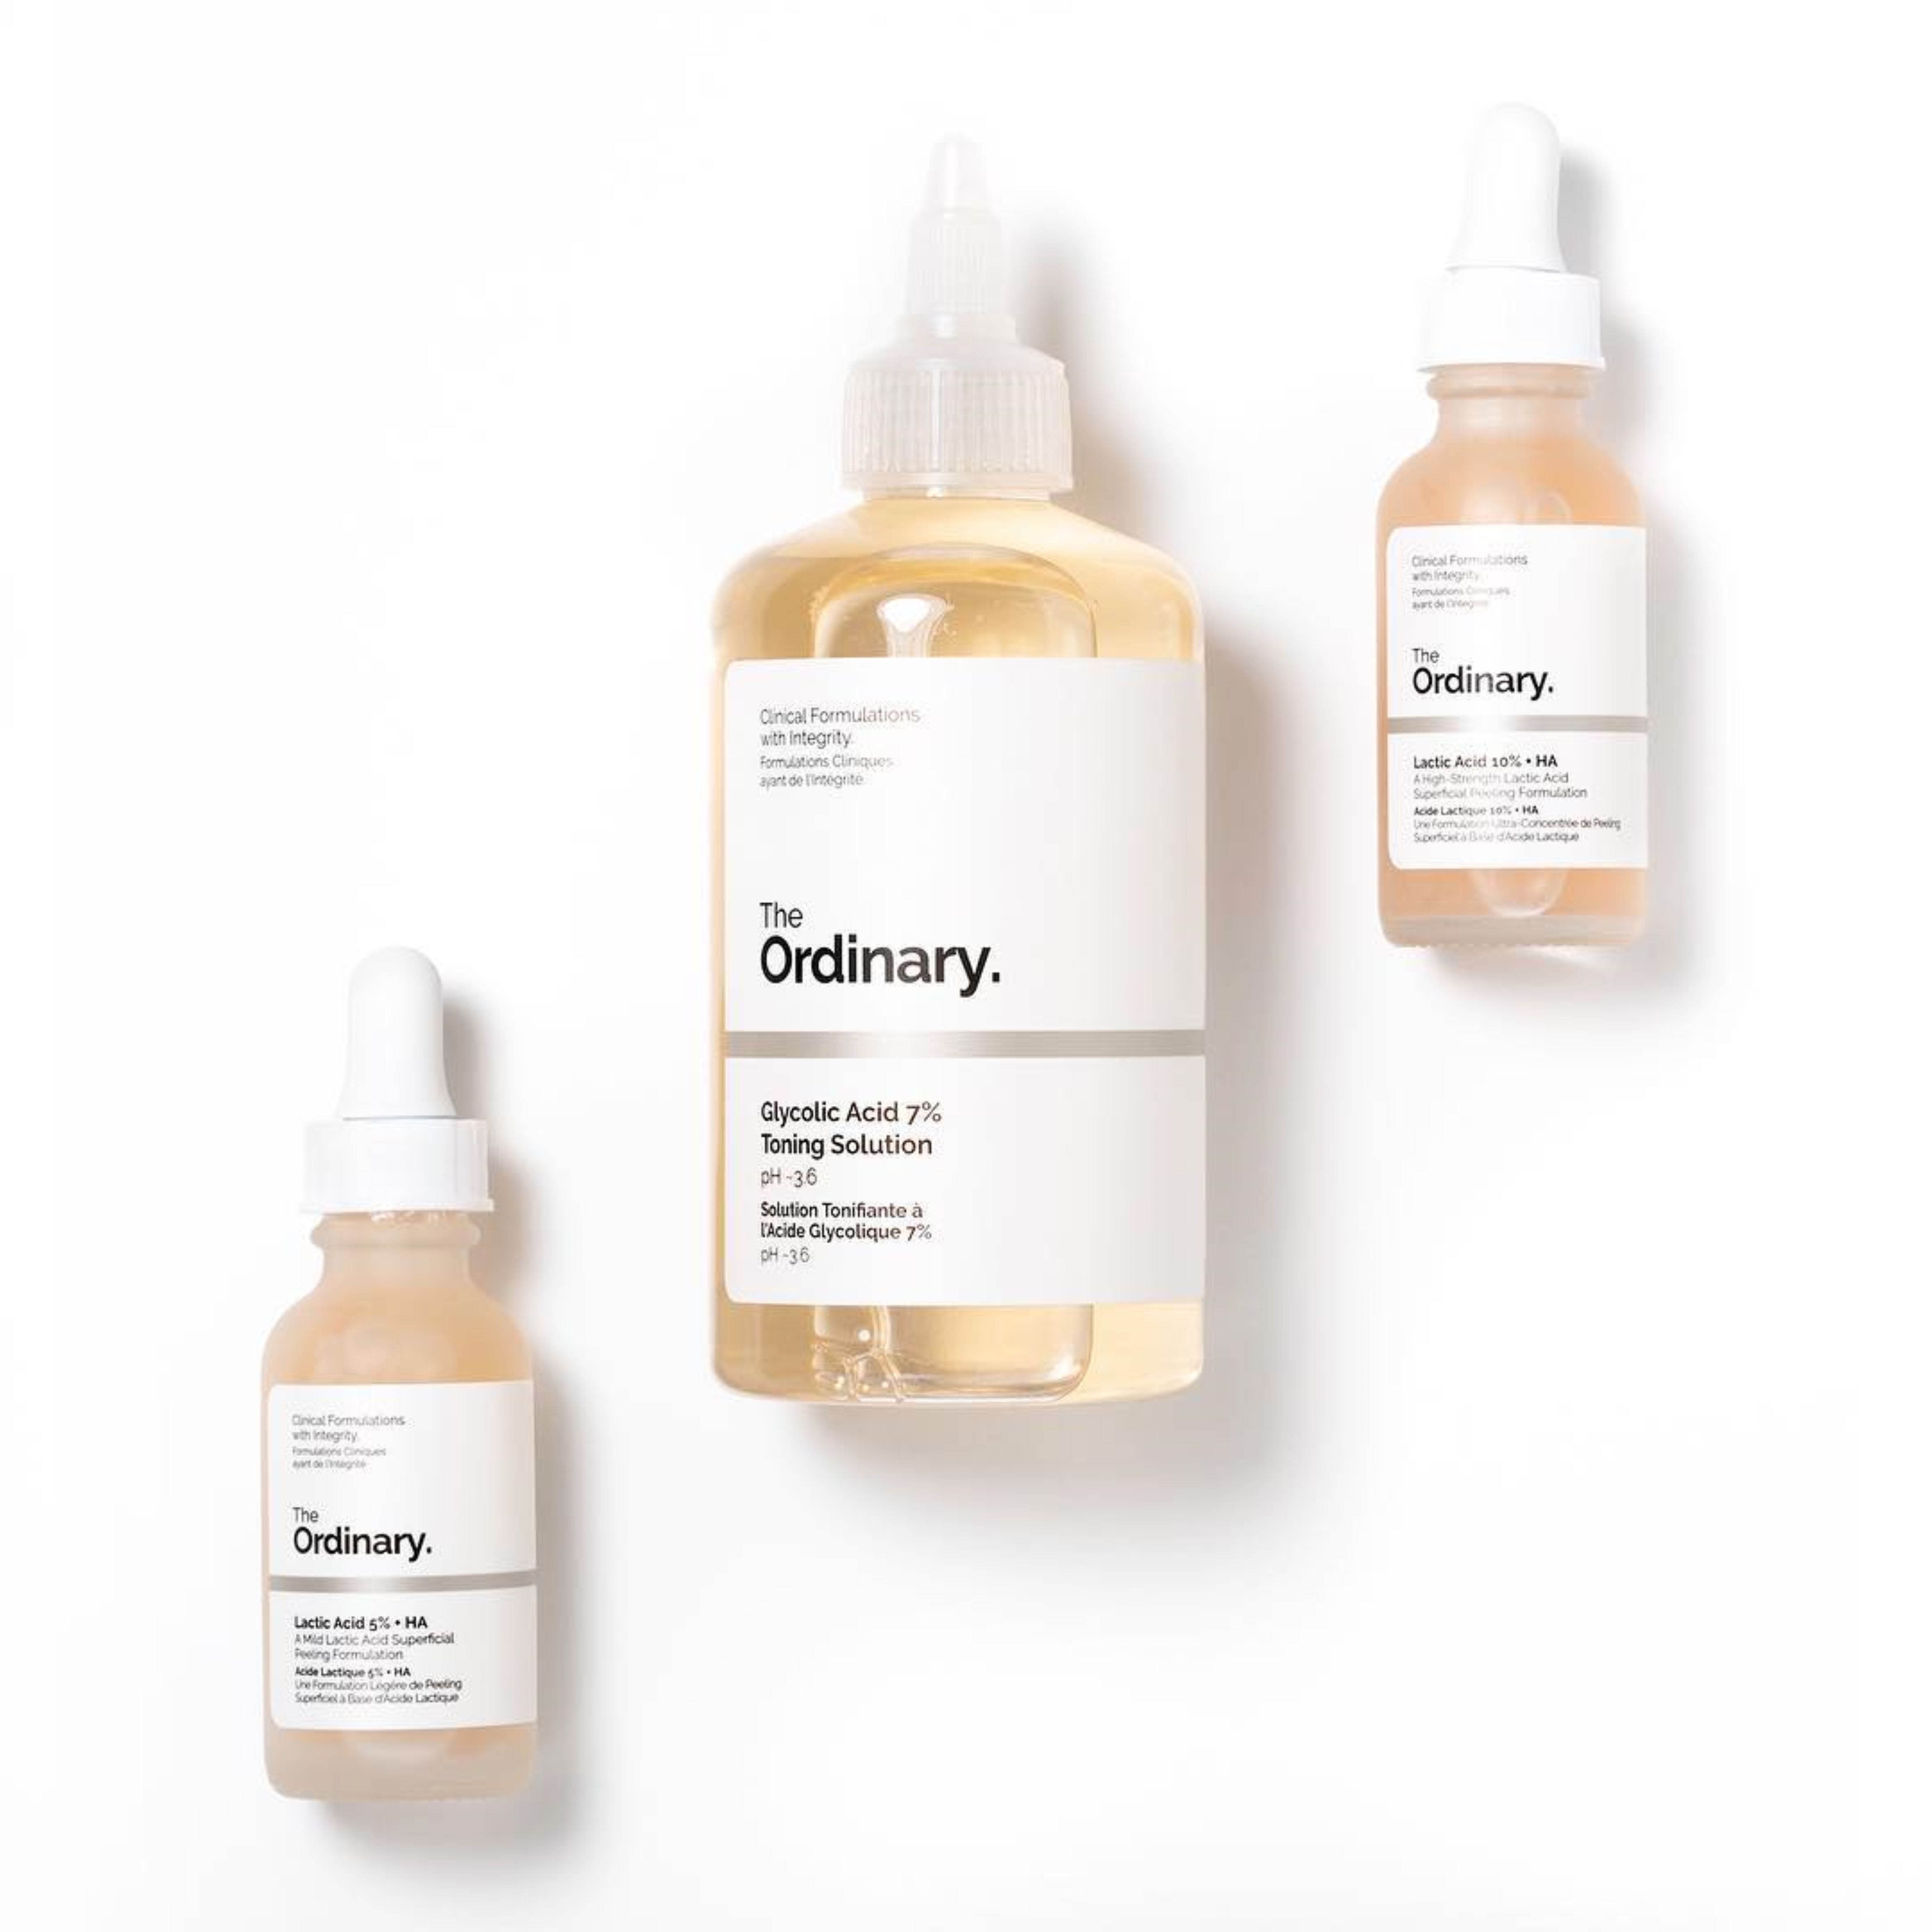 Clinical Formulations
with Integrity.
Formulations Cliniques
ayant de l'Intégrité.
The
Ordinary.
Lactic Acid 5% + HA
A Mild Lactic Acid Superficial
Peeling Formulation
Acide Lactique 5% + HA
Une Formulation Légère de Peeling
Superficiel à Base d'Acide Lactique
Clinical Formulations
with Integrity.
Formulations Cliniques
ayant de l'Intégrité.
The
Ordinary.
Glycolic Acid 7%
Toning Solution
pH ~3.6
Solution Tonifiante à
l'Acide Glycolique 7%
pH ~3.6
Clinical Formulations
with Integrity.
Formulations Cliniques
ayant de l'Intégrité.
The
Ordinary.
Lactic Acid 10% + HA
A High-Strength Lactic Acid
Superficial Peeling Formulation
Acide Lactique 10% + HA
Une Formulation Ultra-Concentrée de Peeling
Superficiel à Base d'Acide Lactique